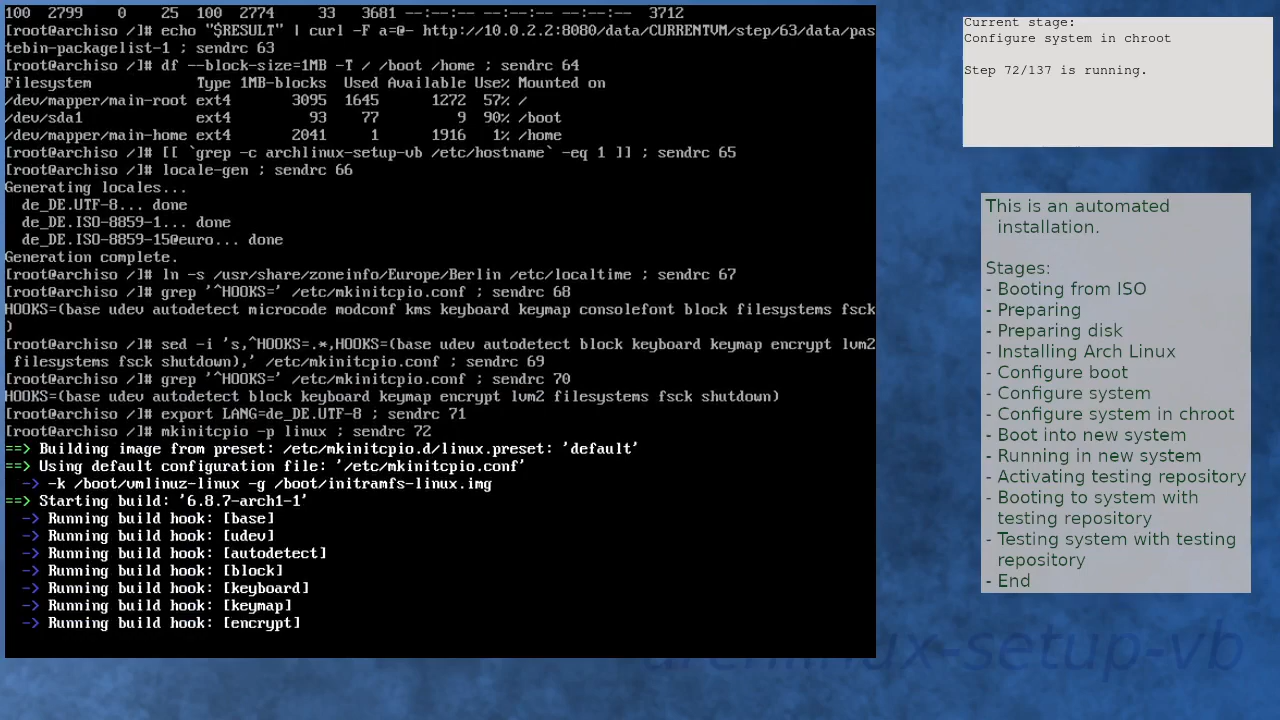 100  2799    0    25  100  2774     33   3681 --:--:-- --:--:-- --:--:--  3712
[root@archiso /]# echo "$RESULT" | curl -F a=@- http://10.0.2.2:8080/data/CURRENTVM/step/63/data/pas
tebin-packagelist-1 ; sendrc 63
[root@archiso /]# df --block-size=1MB -T / /boot /home ; sendrc 64
Filesystem            Type 1MB-blocks  Used Available Use% Mounted on
/dev/mapper/main-root ext4       3095  1645      1272  57% /
/dev/sda1             ext4         93    77         9  90% /boot
/dev/mapper/main-home ext4       2041     1      1916   1% /home
[root@archiso /]# [[ `grep -c archlinux-setup-vb /etc/hostname` -eq 1 ]] ; sendrc 65
[root@archiso /]# locale-gen ; sendrc 66
Generating locales...
  de_DE.UTF-8... done
  de_DE.ISO-8859-1... done
  de_DE.ISO-8859-15@euro... done
Generation complete.
[root@archiso /]# ln -s /usr/share/zoneinfo/Europe/Berlin /etc/localtime ; sendrc 67
[root@archiso /]# grep '^HOOKS=' /etc/mkinitcpio.conf ; sendrc 68
HOOKS=(base udev autodetect microcode modconf kms keyboard keymap consolefont block filesystems fsck
)
[root@archiso /]# sed -i 's,^HOOKS=.*,HOOKS=(base udev autodetect block keyboard keymap encrypt lvm2
 filesystems fsck shutdown),' /etc/mkinitcpio.conf ; sendrc 69
[root@archiso /]# grep '^HOOKS=' /etc/mkinitcpio.conf ; sendrc 70
HOOKS=(base udev autodetect block keyboard keymap encrypt lvm2 filesystems fsck shutdown)
[root@archiso /]# export LANG=de_DE.UTF-8 ; sendrc 71
[root@archiso /]# mkinitcpio -p linux ; sendrc 72
==> Building image from preset: /etc/mkinitcpio.d/linux.preset: 'default'
==> Using default configuration file: '/etc/mkinitcpio.conf'
  -> -k /boot/vmlinuz-linux -g /boot/initramfs-linux.img
==> Starting build: '6.8.7-arch1-1'
  -> Running build hook: [base]
  -> Running build hook: [udev]
  -> Running build hook: [autodetect]
  -> Running build hook: [block]
  -> Running build hook: [keyboard]
  -> Running build hook: [keymap]
  -> Running build hook: [encrypt]
Current stage:
Configure system in chroot
Step 72/137 is running.
This is an automated
installation.
Stages:
- Booting from ISO
- Preparing
- Preparing disk
- Installing Arch Linux
- Configure boot
- Configure system
- Configure system in chroot
- Boot into new system
- Running in new system
- Activating testing repository
- Booting to system with
testing repository
- Testing system with testing
repository
- End
archlinux-setup-vb